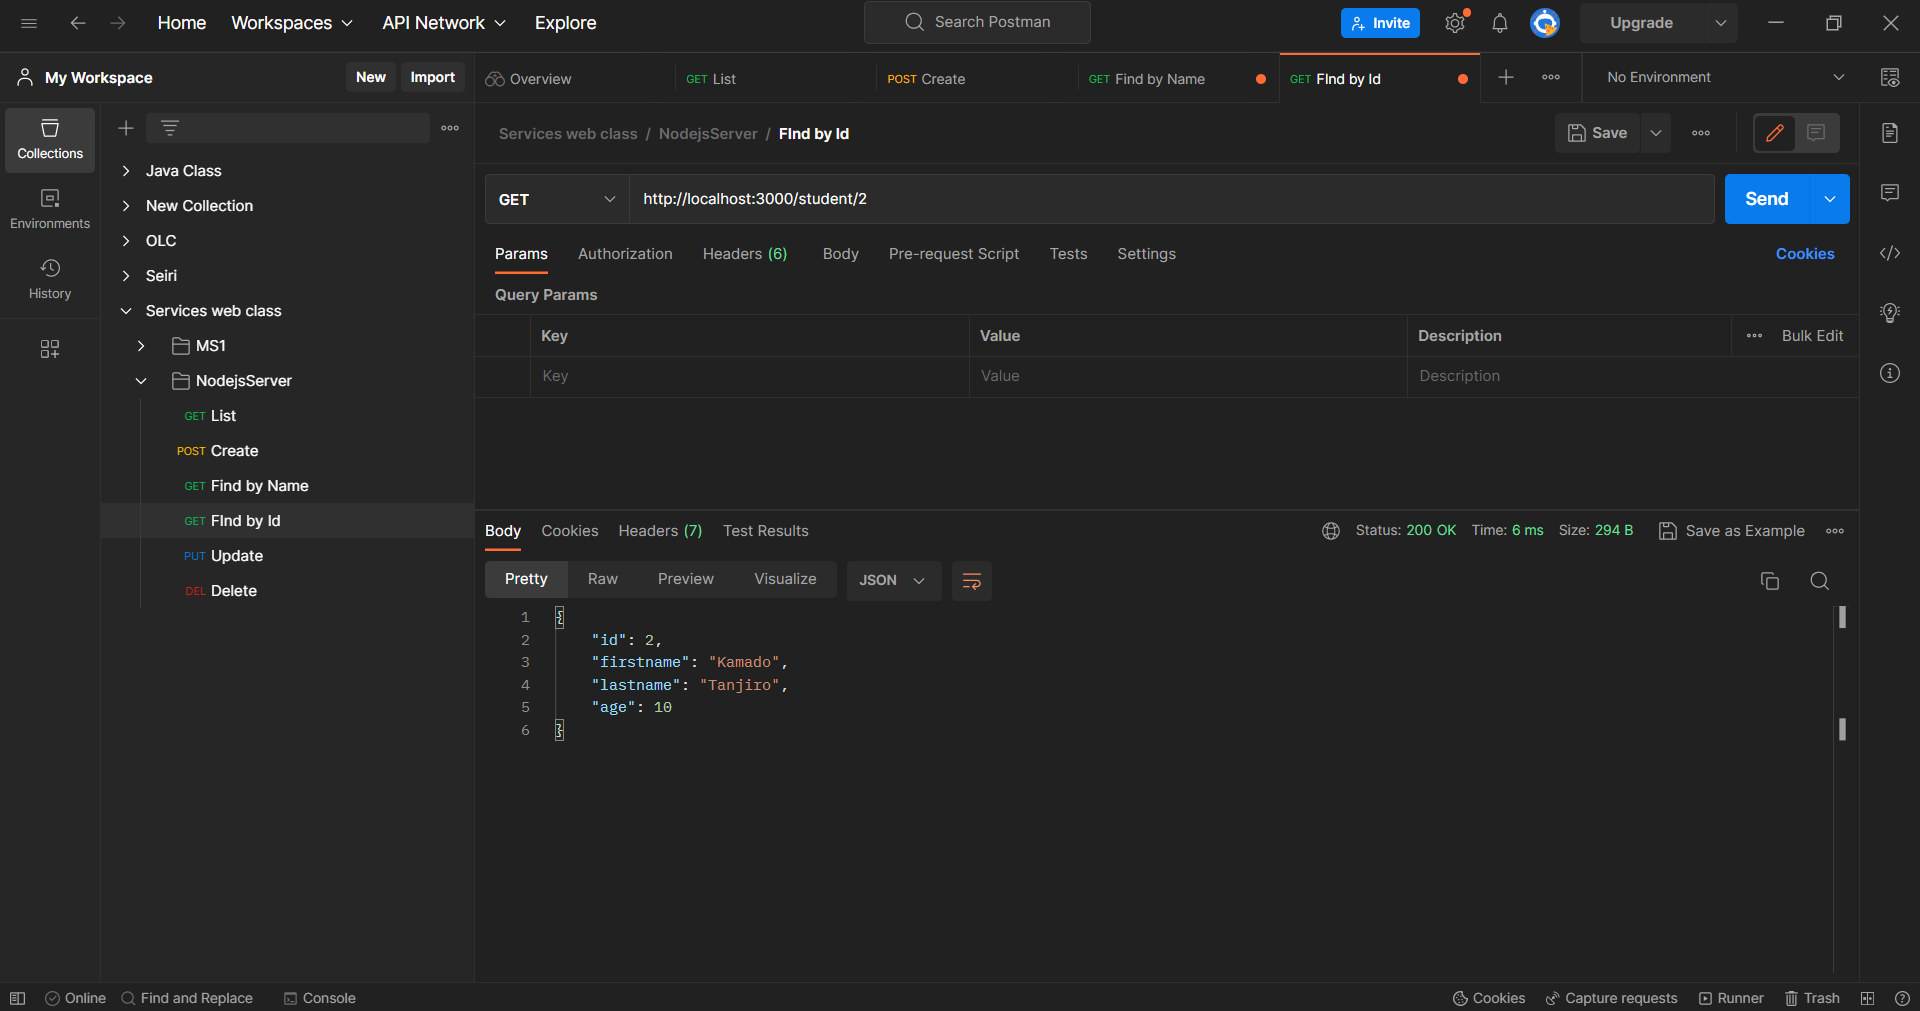 Home Workspaces API Network Explore Search Postman Invite Upgrade
My Workspace New Import Overview GET List POST Create GET Find by Name GET FInd by Id No Environment
Collections
Environments
History
Java Class
New Collection
OLC
Seiri
Services web class
MS1
NodejsServer
GET List
POST Create
GET Find by Name
GET FInd by Id
PUT Update
DEL Delete
Services web class / NodejsServer / FInd by Id Save
GET http://localhost:3000/student/2 Send
Params Authorization Headers (6) Body Pre-request Script Tests Settings Cookies
Query Params
Key Value Description Bulk Edit
Key Value Description
Body Cookies Headers (7) Test Results Status: 200 OK Time: 6 ms Size: 294 B Save as Example
Pretty Raw Preview Visualize JSON
1 {
2 "id": 2,
3 "firstname": "Kamado",
4 "lastname": "Tanjiro",
5 "age": 10
6 }
Online Find and Replace Console Cookies Capture requests Runner Trash